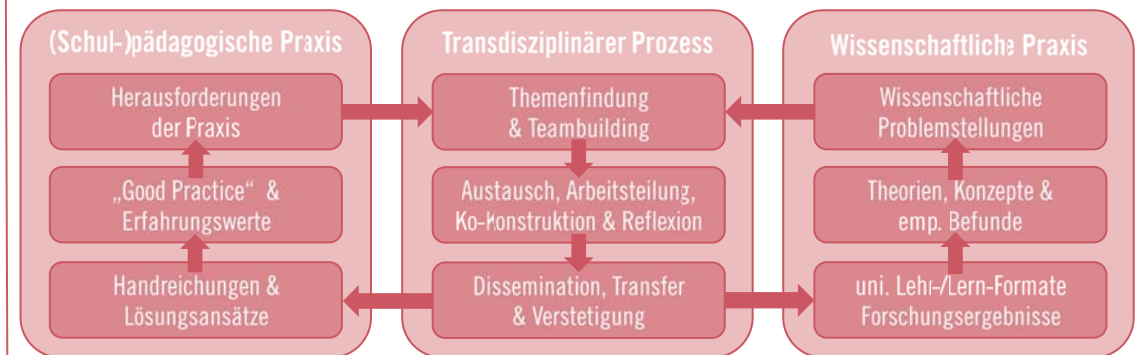 (Schul-)pädagogische Praxis
Herausforderungen
der Praxis
„Good Practice“ &
Erfahrungswerte
Handreichungen &
Lösungsansätze
Transdisziplinärer Prozess
Themenfindung
& Teambuilding
Austausch, Arbeitsteilung,
Ko-Konstruktion & Reflexion
Dissemination, Transfer
& Verstetigung
Wissenschaftliche Praxis
Wissenschaftliche
Problemstellungen
Theorien, Konzepte &
emp. Befunde
uni. Lehr-/Lern-Formate
Forschungsergebnisse